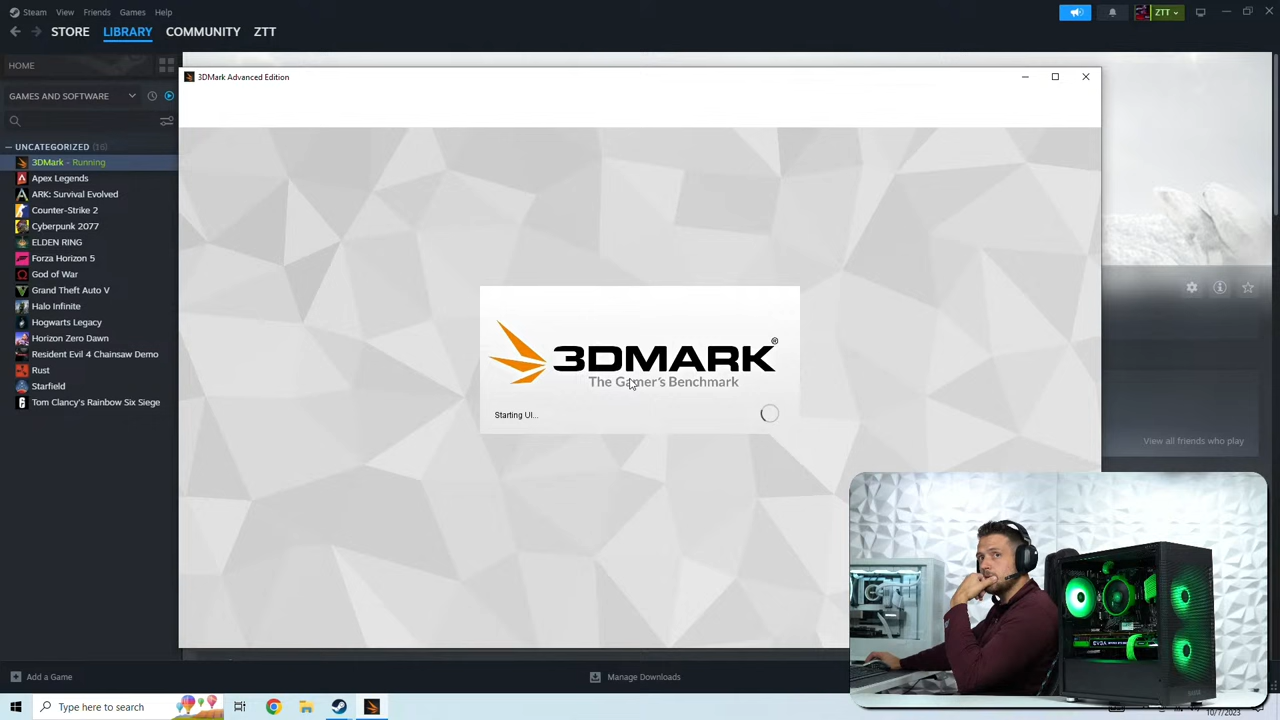 Steam View Friends Games Help
ZTT
STORE LIBRARY COMMUNITY ZTT
HOME
3DMark Advanced Edition
GAMES AND SOFTWARE
UNCATEGORIZED (16)
3DMark - Running
Apex Legends
ARK: Survival Evolved
Counter-Strike 2
Cyberpunk 2077
ELDEN RING
Forza Horizon 5
God of War
Grand Theft Auto V
Halo Infinite
Hogwarts Legacy
Horizon Zero Dawn
Resident Evil 4 Chainsaw Demo
Rust
Starfield
Tom Clancy's Rainbow Six Siege
3DMARK®
The Gamer's Benchmark
Starting UI...
View all friends who play
EVGA
Add a Game
Manage Downloads
Type here to search
10/7/2023